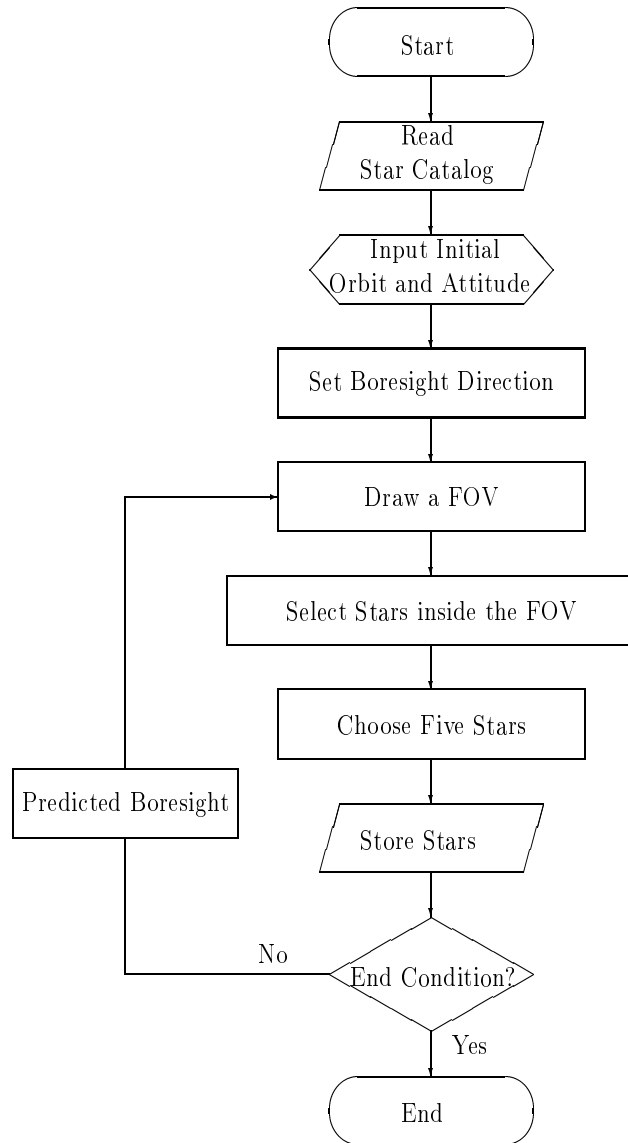 Start
Read
Star Catalog
Input Initial
Orbit and Attitude
Set Boresight Direction
Draw a FOV
Select Stars inside the FOV
Choose Five Stars
Predicted Boresight
Store Stars
No
End Condition?
Yes
End